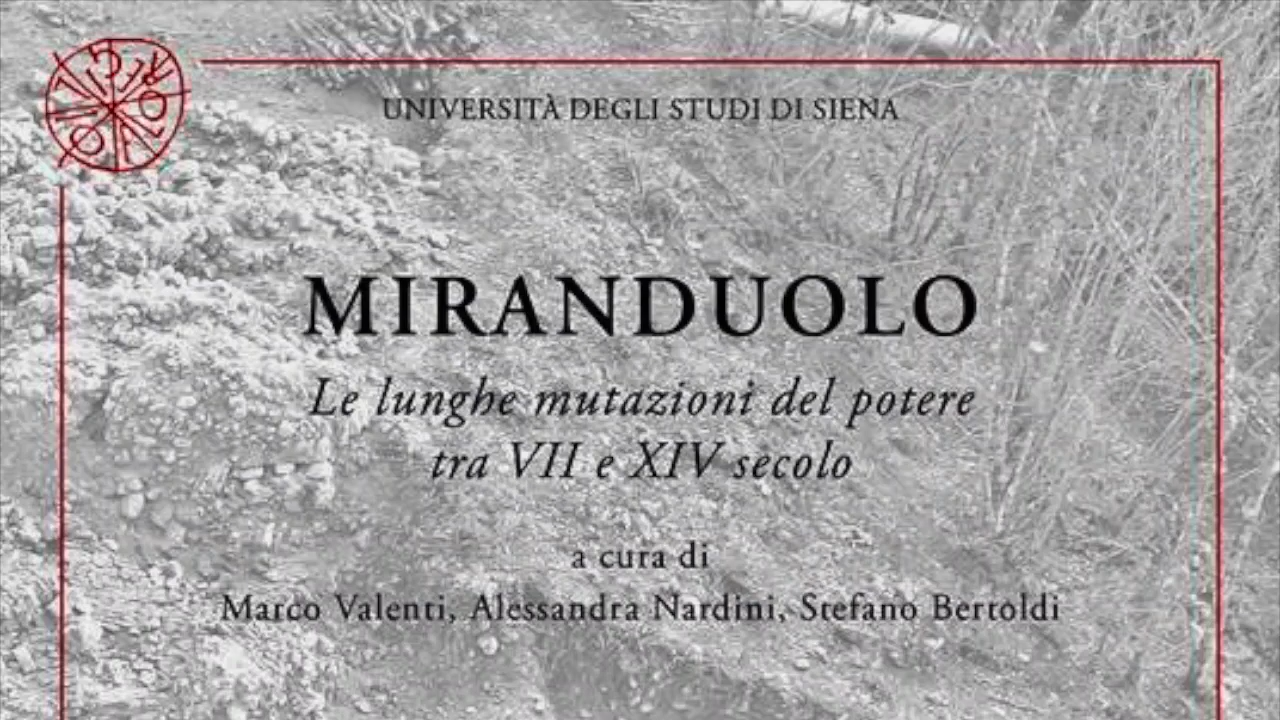 UNIVERSITÀ DEGLI STUDI DI SIENA
MIRANDUOLO
Le lunghe mutazioni del potere
tra VII e XIV secolo
a cura di
Marco Valenti, Alessandra Nardini, Stefano Bertoldi